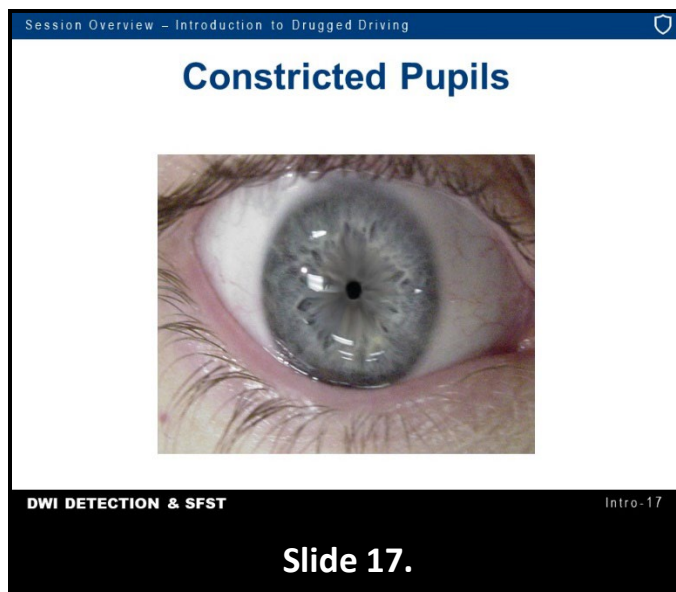 Session Overview – Introduction to Drugged Driving
Constricted Pupils
DWI DETECTION & SFST
Intro-17
Slide 17.